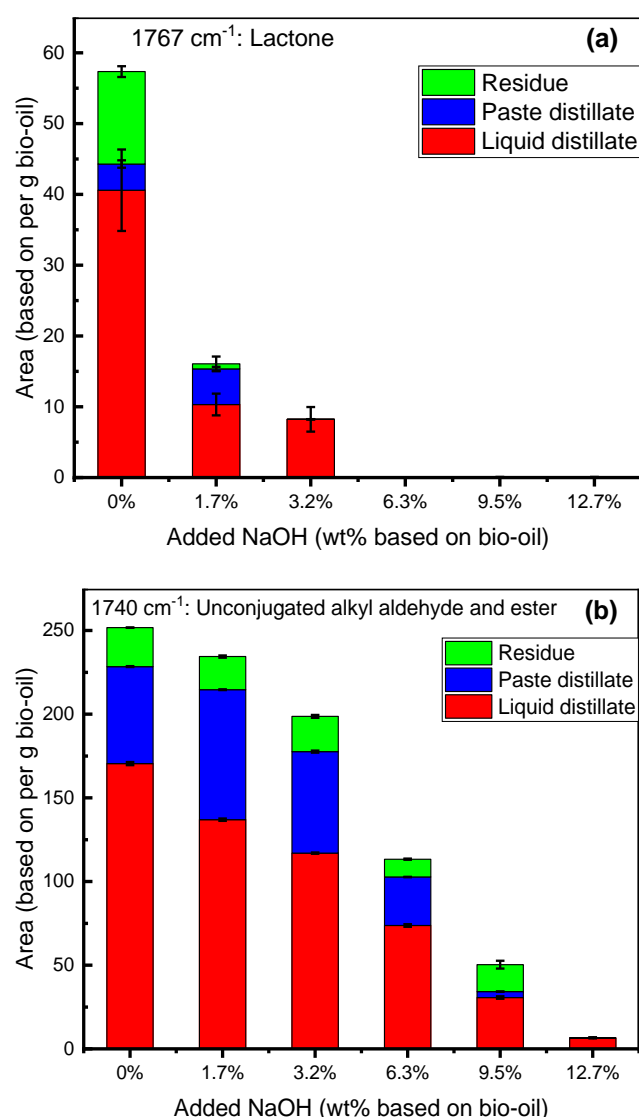 1767 cm⁻¹: Lactone
(a)
Residue
Paste distillate
Liquid distillate
Area (based on per g bio-oil)
60
50
40
30
20
10
0
0% 1.7% 3.2% 6.3% 9.5% 12.7%
Added NaOH (wt% based on bio-oil)
1740 cm⁻¹: Unconjugated alkyl aldehyde and ester
(b)
Residue
Paste distillate
Liquid distillate
Area (based on per g bio-oil)
250
200
150
100
50
0
0% 1.7% 3.2% 6.3% 9.5% 12.7%
Added NaOH (wt% based on bio-oil)